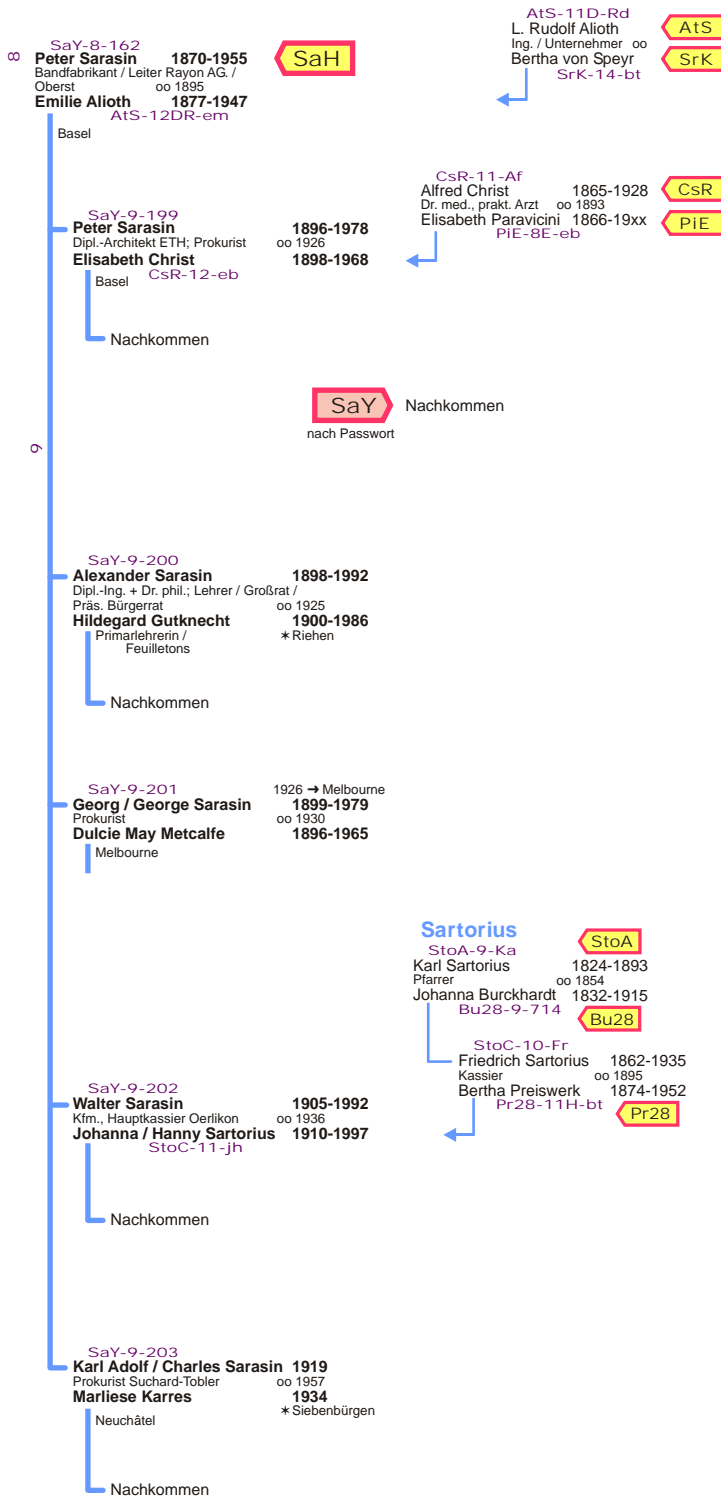 AtS-11D-Rd
L. Rudolf Alioth
AtS
Ing. / Unternehmer oo
Bertha von Speyr
SrK
SrK-14-bt
8
SaY-8-162
Peter Sarasin 1870-1955
SaH
Bandfabrikant / Leiter Rayon AG. /
Oberst oo 1895
Emilie Alioth 1877-1947
AtS-12DR-em
Basel
CsR-11-Af
Alfred Christ 1865-1928
CsR
Dr. med., prakt. Arzt oo 1893
Elisabeth Paravicini 1866-19xx
PiE
PiE-8E-eb
SaY-9-199
Peter Sarasin 1896-1978
Dipl.-Architekt ETH; Prokurist oo 1926
Elisabeth Christ 1898-1968
CsR-12-eb
Basel
Nachkommen
SaY Nachkommen
nach Passwort
9
SaY-9-200
Alexander Sarasin 1898-1992
Dipl.-Ing. + Dr. phil.; Lehrer / Großrat /
Präs. Bürgerrat oo 1925
Hildegard Gutknecht 1900-1986
Primarlehrerin / ✶Riehen
Feuilletons
Nachkommen
SaY-9-201 1926 ➔ Melbourne
Georg / George Sarasin 1899-1979
Prokurist oo 1930
Dulcie May Metcalfe 1896-1965
Melbourne
Sartorius
StoA-9-Ka
StoA
Karl Sartorius 1824-1893
Pfarrer oo 1854
Johanna Burckhardt 1832-1915
Bu28-9-714
Bu28
StoC-10-Fr
Friedrich Sartorius 1862-1935
Kassier oo 1895
Bertha Preiswerk 1874-1952
Pr28-11H-bt
Pr28
SaY-9-202
Walter Sarasin 1905-1992
Kfm., Hauptkassier Oerlikon oo 1936
Johanna / Hanny Sartorius 1910-1997
StoC-11-jh
Nachkommen
SaY-9-203
Karl Adolf / Charles Sarasin 1919
Prokurist Suchard-Tobler oo 1957
Marliese Karres 1934
✶Siebenbürgen
Neuchâtel
Nachkommen